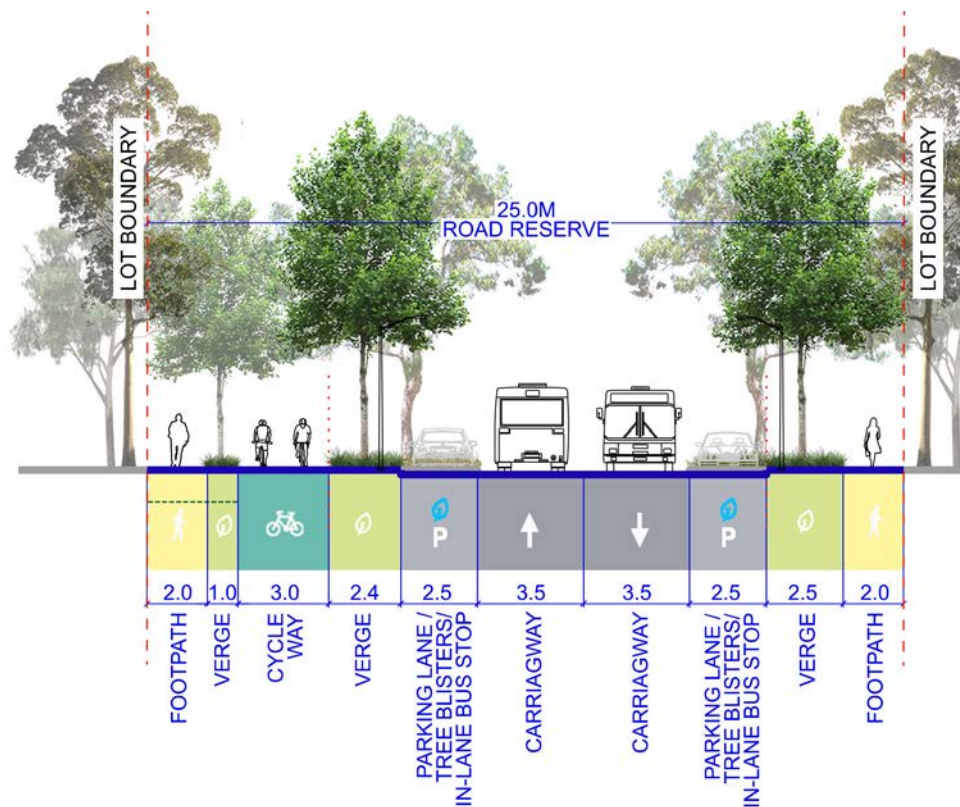 LOT BOUNDARY
25.0M
ROAD RESERVE
LOT BOUNDARY
P
P
2.0
1.0
3.0
2.4
2.5
3.5
3.5
2.5
2.5
2.0
FOOTPATH
VERGE
CYCLE
WAY
VERGE
PARKING LANE /
TREE BLISTERS/
IN-LANE BUS STOP
CARRIAGWAY
CARRIAGWAY
PARKING LANE /
TREE BLISTERS/
IN-LANE BUS STOP
VERGE
FOOTPATH